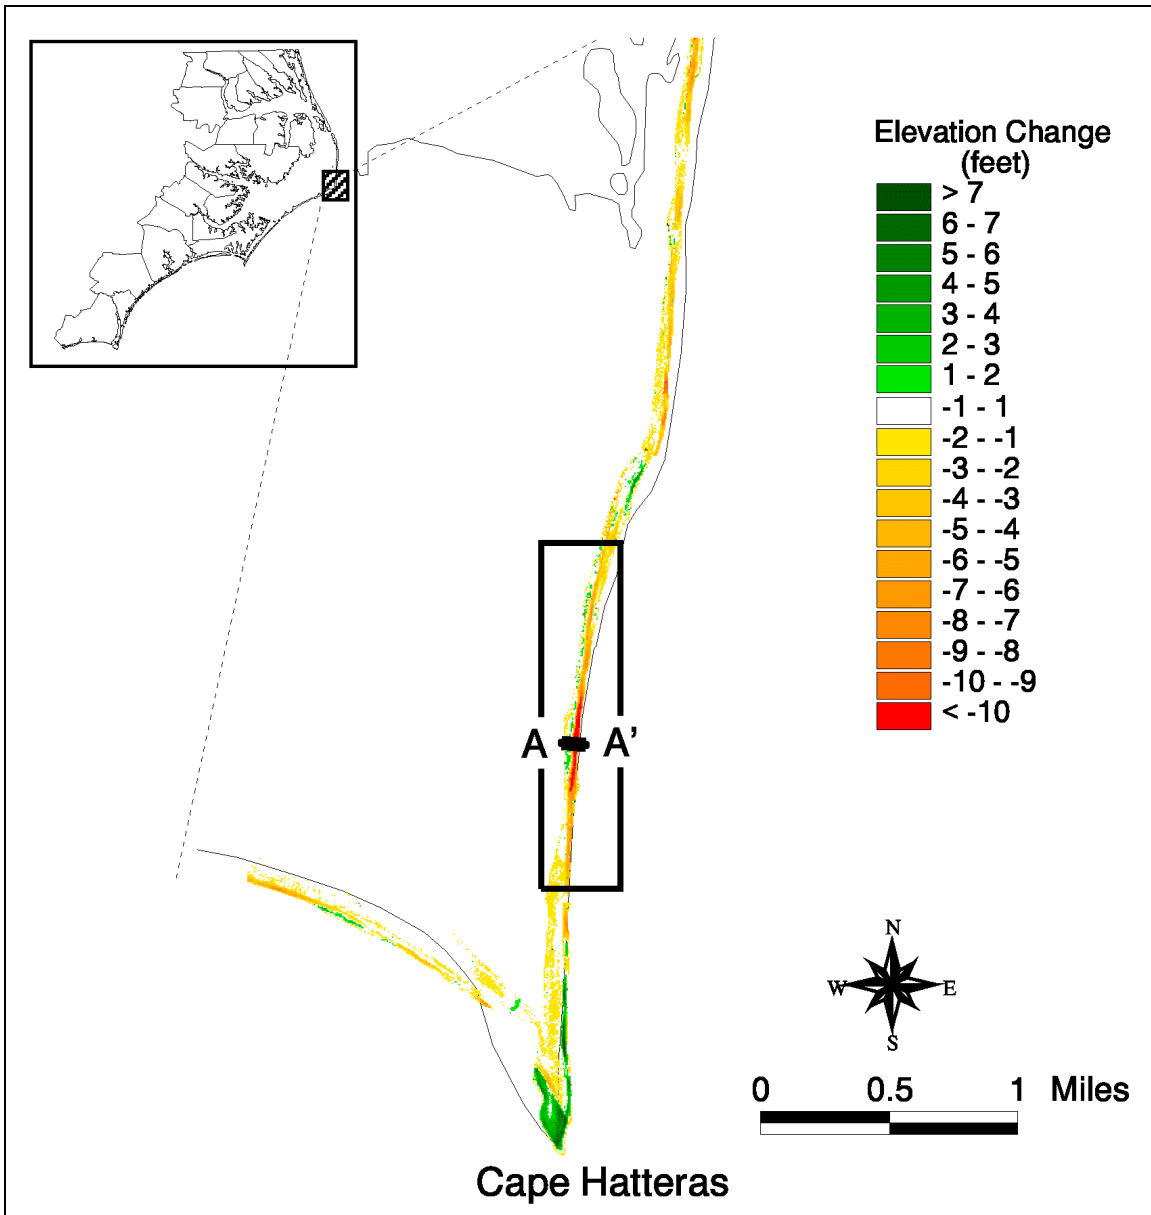 Elevation Change
(feet)
> 7
6 - 7
5 - 6
4 - 5
3 - 4
2 - 3
1 - 2
-1 - 1
-2 - -1
-3 - -2
-4 - -3
-5 - -4
-6 - -5
-7 - -6
-8 - -7
-9 - -8
-10 - -9
< -10
A A'
N
W E
S
0 0.5 1 Miles
Cape Hatteras